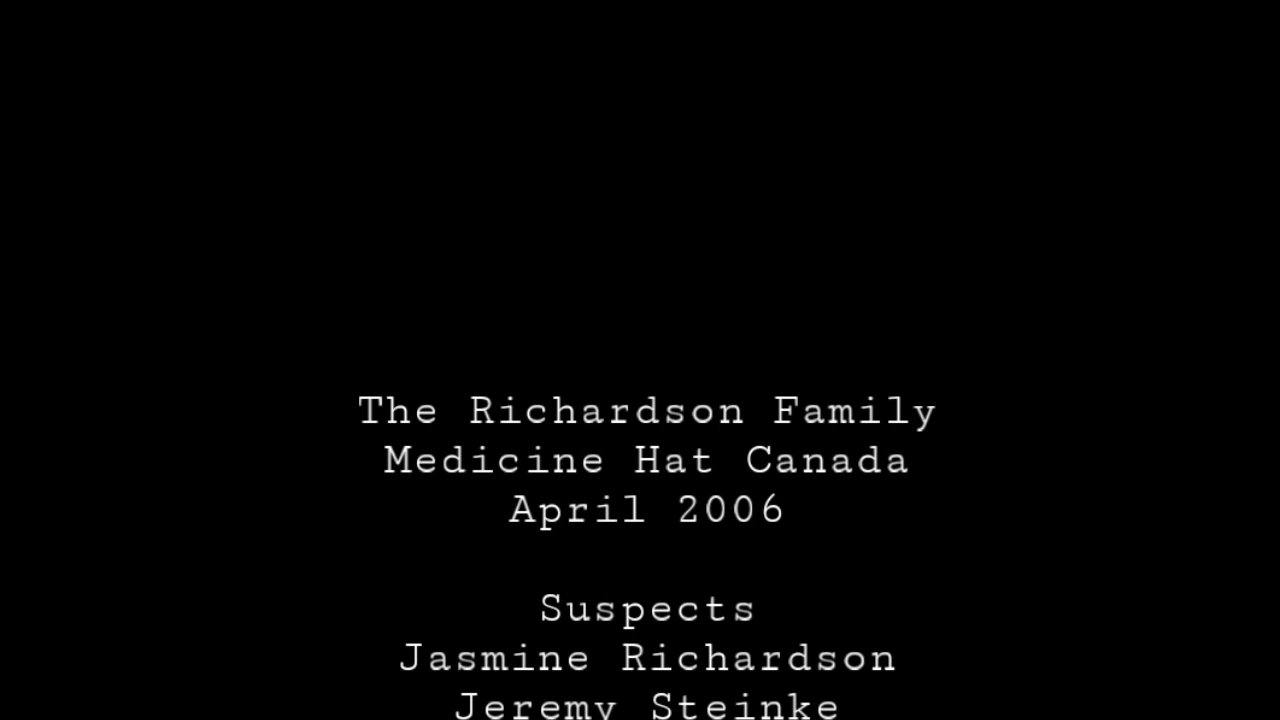 The Richardson Family
Medicine Hat Canada
April 2006
Suspects
Jasmine Richardson
Jeremy Steinke